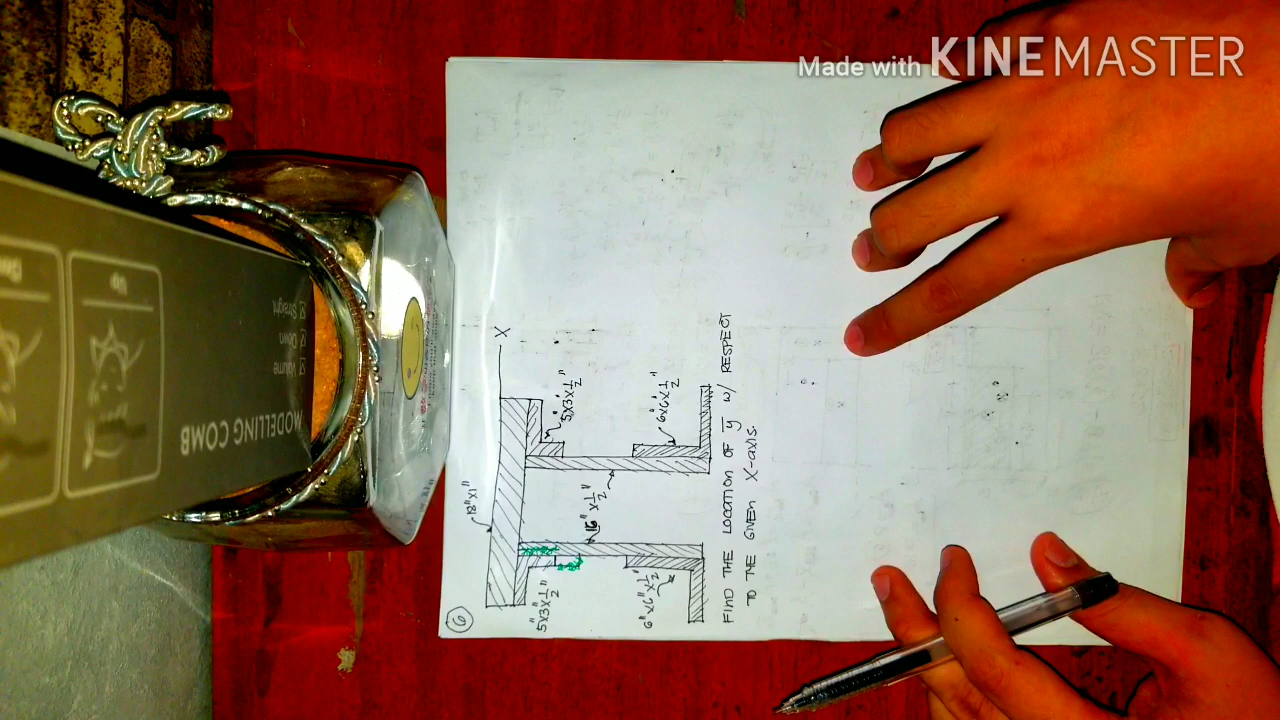 Made with KINEMASTER
6
18"x1"
X
5"x3"x1/2"
5"x3"x1/2"
16"x1/2"
6"x6"x1/2"
6"x6"x1/2"
FIND THE LOCATION OF y̅ w/ RESPECT
TO THE GIVEN X-axis.
MODELLING COMB
Volume
Down
Straight
Up